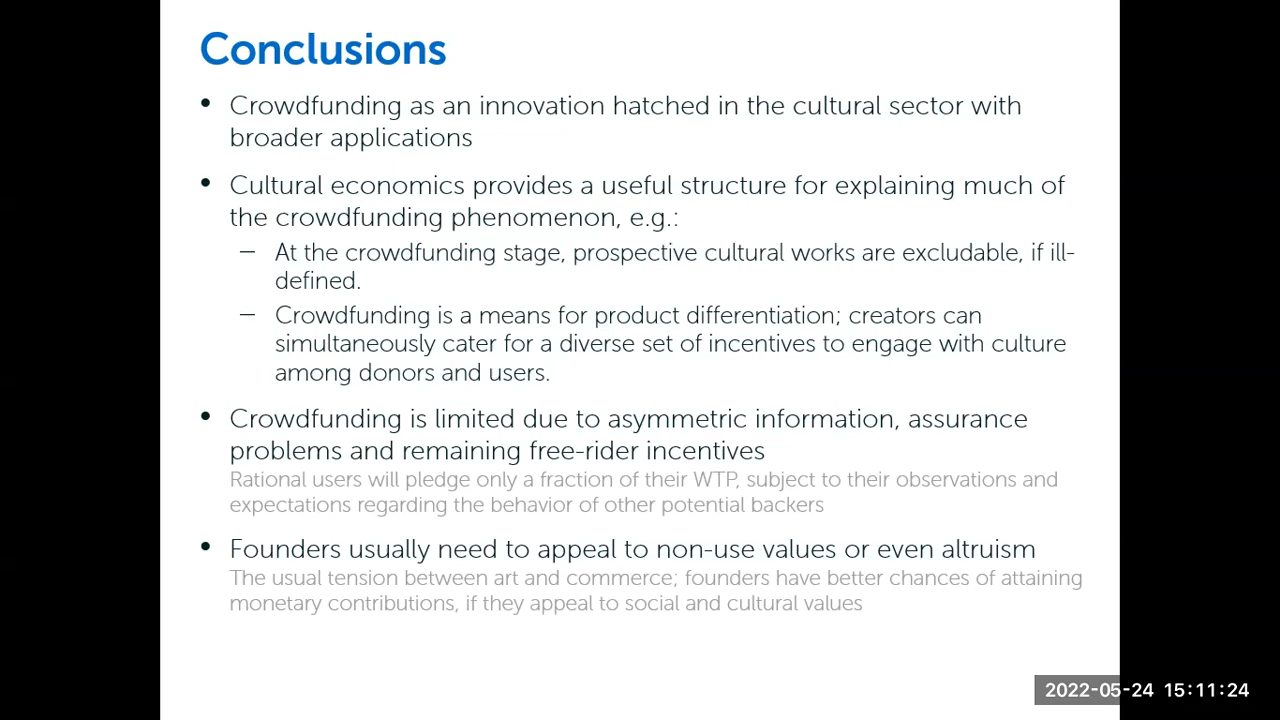 Conclusions
• Crowdfunding as an innovation hatched in the cultural sector with
broader applications
• Cultural economics provides a useful structure for explaining much of
the crowdfunding phenomenon, e.g.:
– At the crowdfunding stage, prospective cultural works are excludable, if ill-
defined.
– Crowdfunding is a means for product differentiation; creators can
simultaneously cater for a diverse set of incentives to engage with culture
among donors and users.
• Crowdfunding is limited due to asymmetric information, assurance
problems and remaining free-rider incentives
Rational users will pledge only a fraction of their WTP, subject to their observations and
expectations regarding the behavior of other potential backers
• Founders usually need to appeal to non-use values or even altruism
The usual tension between art and commerce; founders have better chances of attaining
monetary contributions, if they appeal to social and cultural values
2022-05-24 15:11:24